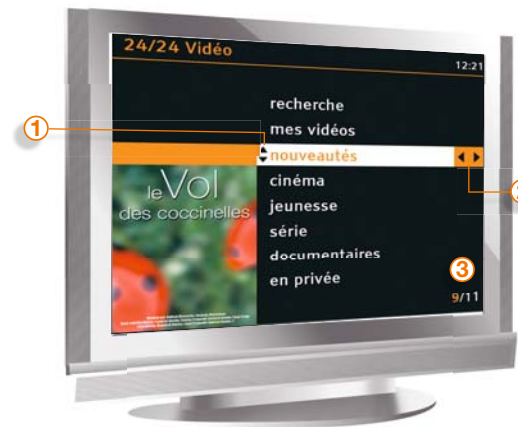 24/24 Vidéo
12:21
recherche
mes vidéos
1
nouveautés
cinéma
jeunesse
série
documentaires
en privée
le Vol
des coccinelles
3
9/11